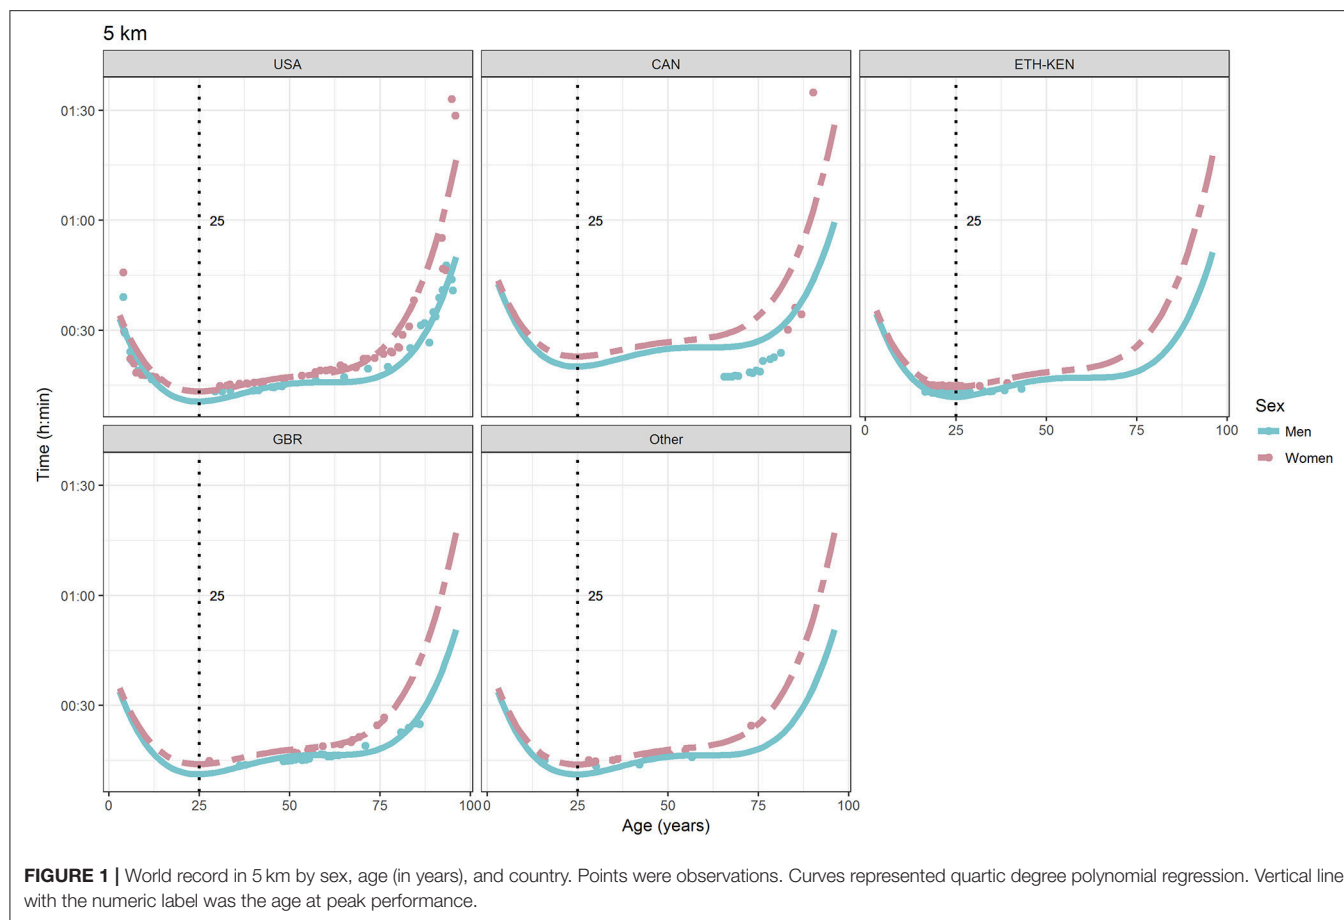 5 km
USA CAN ETH-KEN
01:30
01:00
00:30
25 25 25
0 25 50 75 100
Sex
Men
Women
Time (h:min)
GBR Other
01:30
01:00
00:30
25 25
0 25 50 75 100 0 25 50 75 100
Age (years)
FIGURE 1 | World record in 5 km by sex, age (in years), and country. Points were observations. Curves represented quartic degree polynomial regression. Vertical line
with the numeric label was the age at peak performance.